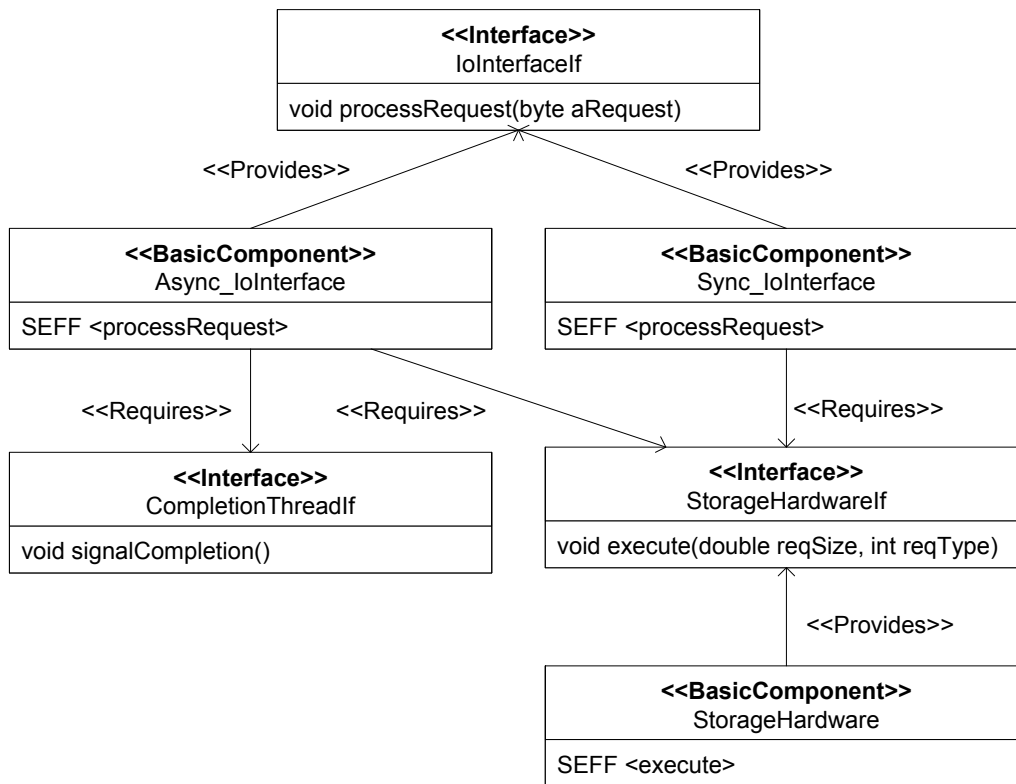 <<Interface>>
IoInterfaceIf
void processRequest(byte aRequest)
<<Provides>>
<<Provides>>
<<BasicComponent>>
Async_IoInterface
SEFF <processRequest>
<<BasicComponent>>
Sync_IoInterface
SEFF <processRequest>
<<Requires>>
<<Requires>>
<<Requires>>
<<Interface>>
CompletionThreadIf
void signalCompletion()
<<Interface>>
StorageHardwareIf
void execute(double reqSize, int reqType)
<<Provides>>
<<BasicComponent>>
StorageHardware
SEFF <execute>